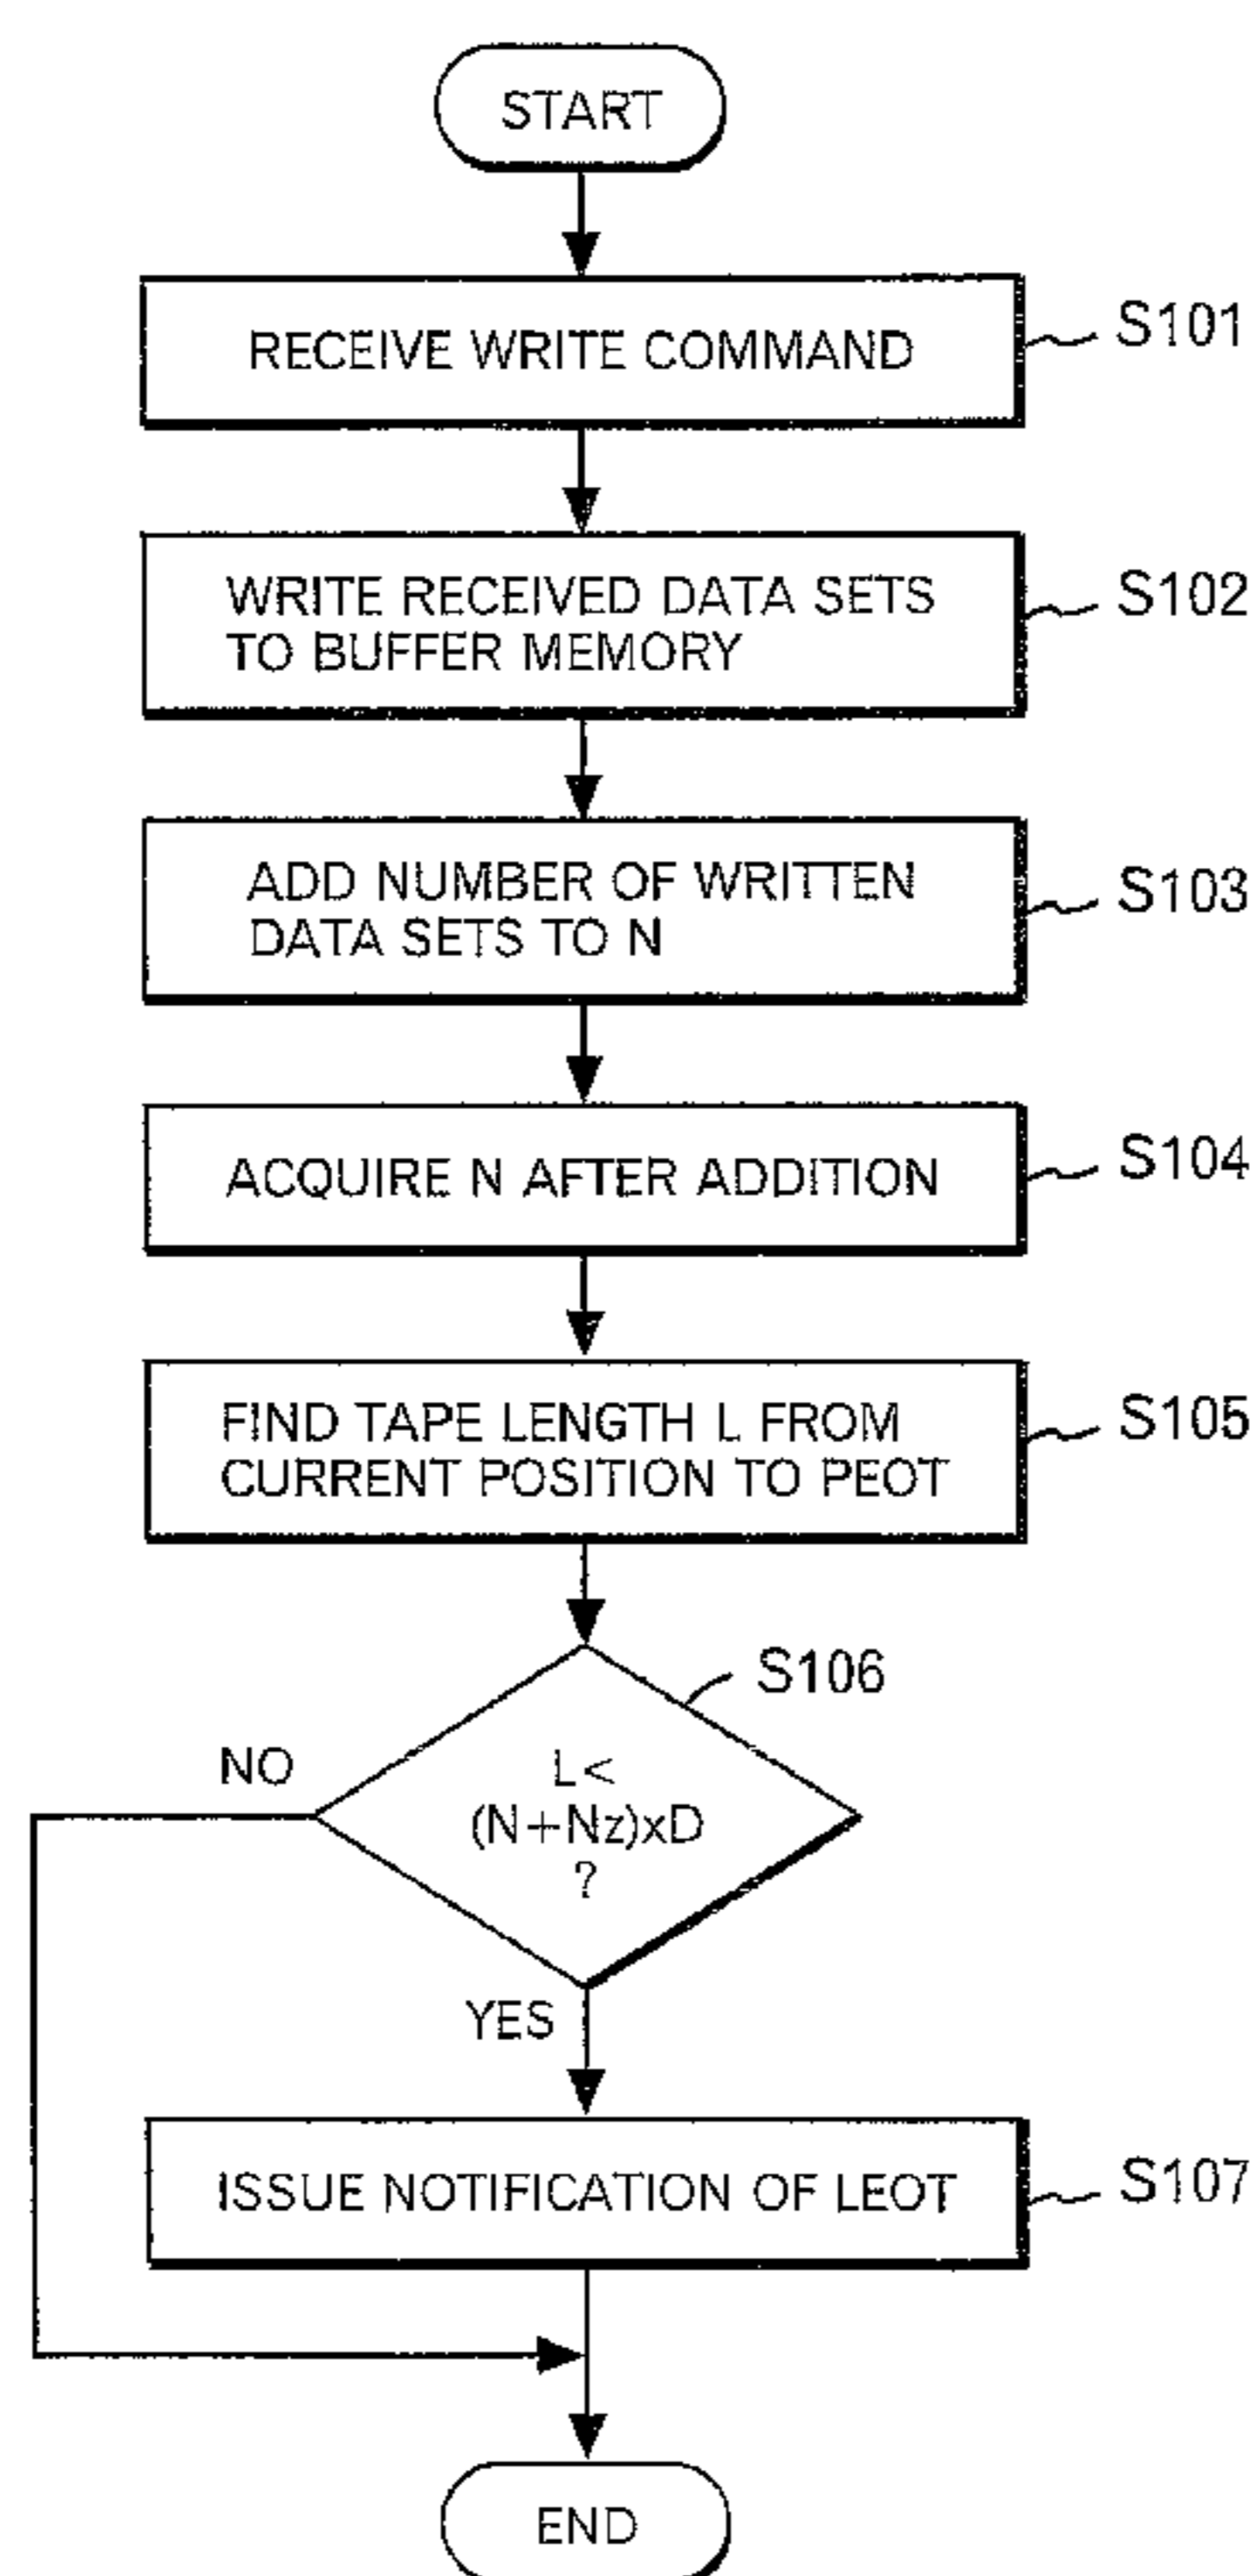 START
RECEIVE WRITE COMMAND
S101
WRITE RECEIVED DATA SETS
TO BUFFER MEMORY
S102
ADD NUMBER OF WRITTEN
DATA SETS TO N
S103
ACQUIRE N AFTER ADDITION
S104
FIND TAPE LENGTH L FROM
CURRENT POSITION TO PEOT
S105
S106
NO
L<
(N+Nz)xD
?
YES
ISSUE NOTIFICATION OF LEOT
S107
END